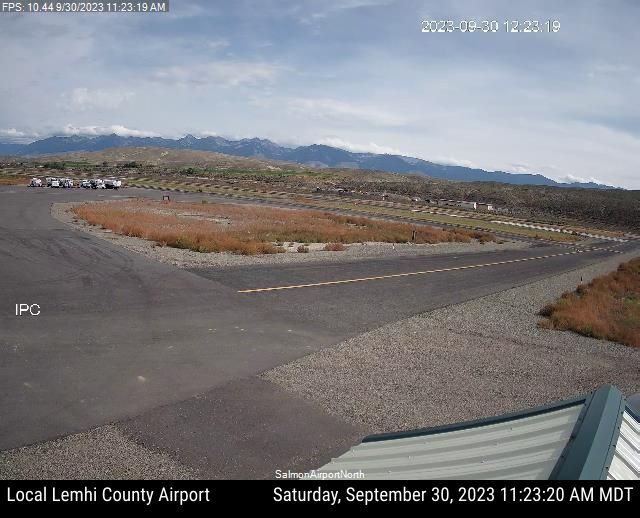 FPS: 10.44 9/30/2023 11:23:19 AM
2023-09-30 12:23:19
IPC
SalmonAirportNorth
Local Lemhi County Airport Saturday, September 30, 2023 11:23:20 AM MDT